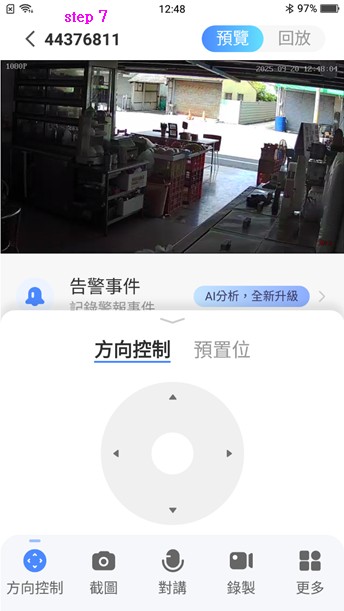 step 7
12:48
97%
44376811
預覽
回放
1080P
2025-09-20 12:48:04
告警事件
記錄警報事件
AI分析，全新升級
方向控制
預置位
方向控制
截圖
對講
錄製
更多